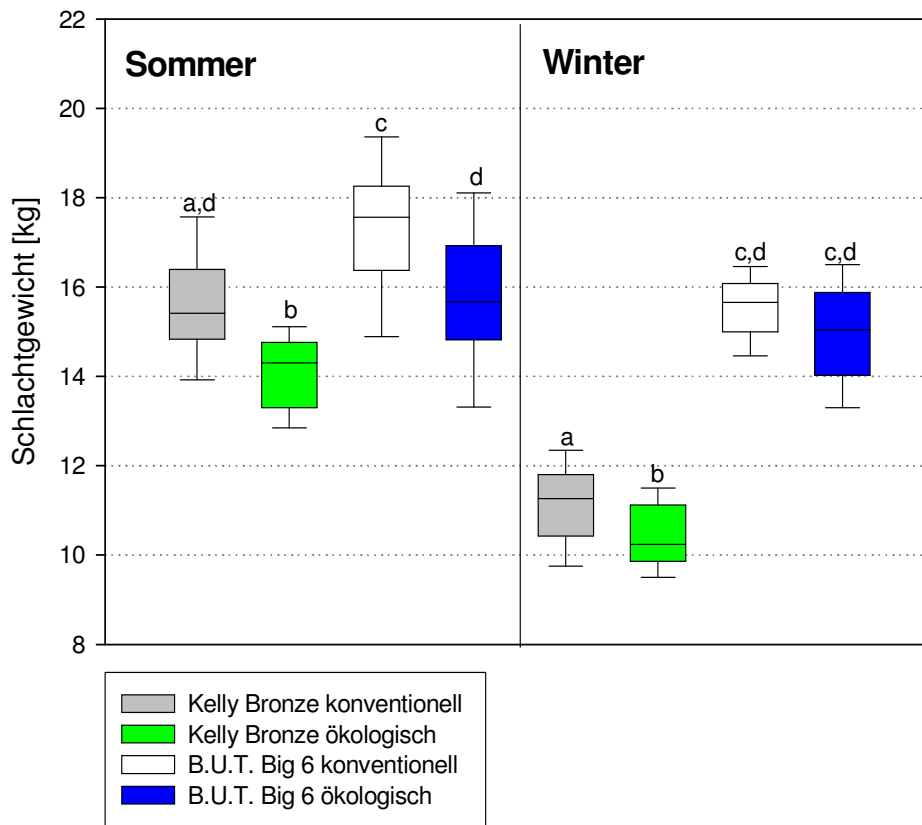 22
20
18
16
14
12
10
8
Schlachtgewicht [kg]
Sommer
Winter
a,d
b
c
d
a
b
c,d
c,d
Kelly Bronze konventionell
Kelly Bronze ökologisch
B.U.T. Big 6 konventionell
B.U.T. Big 6 ökologisch